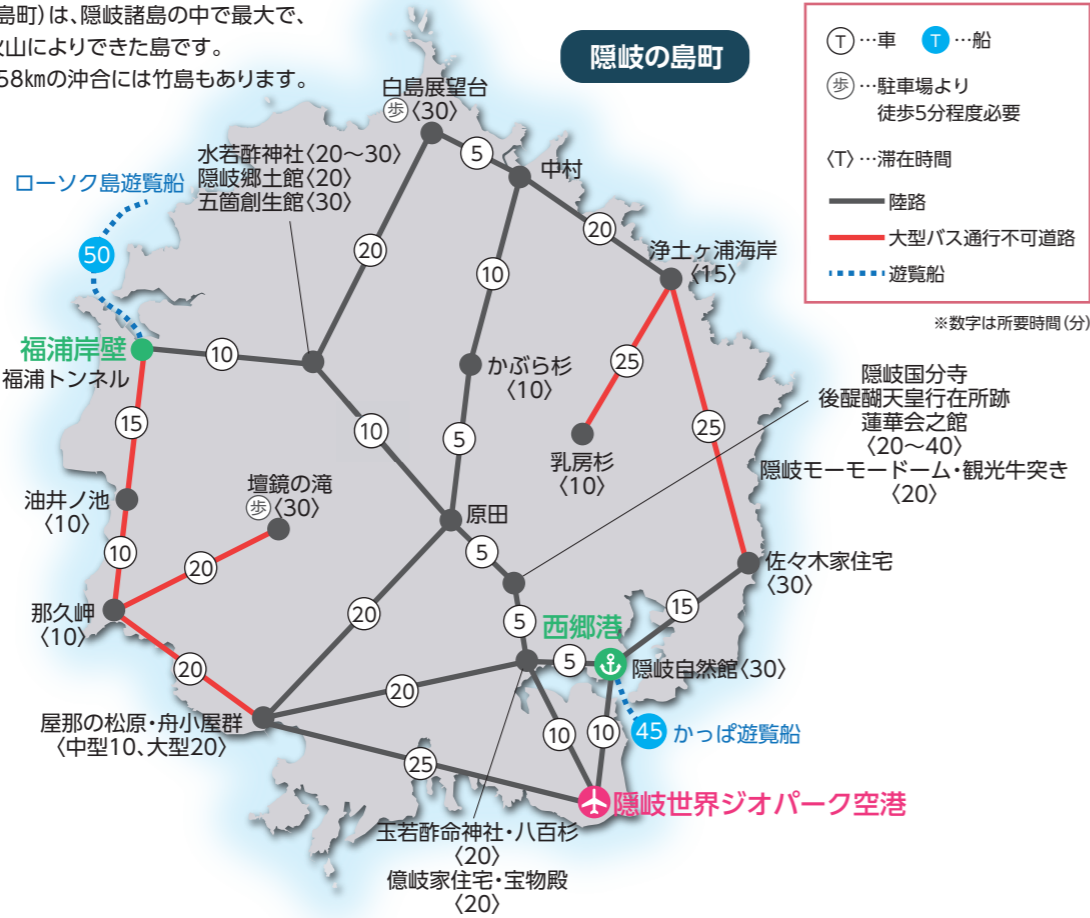 島町)は、隠岐諸島の中で最大で、
火山によりできた島です。
58kmの沖合には竹島もあります。
隠岐の島町
T…車 T…船
歩…駐車場より
徒歩5分程度必要
〈T〉…滞在時間
陸路
大型バス通行不可道路
遊覧船
※数字は所要時間(分)
白島展望台
歩〈30〉
5
中村
水若酢神社〈20〜30〉
隠岐郷土館〈20〉
五箇創生館〈30〉
ローソク島遊覧船
50
20
10
20
浄土ヶ浦海岸
〈15〉
福浦岸壁
福浦トンネル
10
かぶら杉
〈10〉
25
乳房杉
〈10〉
25
隠岐国分寺
後醍醐天皇行在所跡
蓮華会之館
〈20〜40〉
隠岐モーモードーム・観光牛突き
〈20〉
15
10
5
油井ノ池
〈10〉
壇鏡の滝
歩〈30〉
原田
5
10
20
佐々木家住宅
〈30〉
那久岬
〈10〉
20
5
西郷港
15
20
20
5
隠岐自然館〈30〉
屋那の松原・舟小屋群
〈中型10、大型20〉
10
10
45
かっぱ遊覧船
25
隠岐世界ジオパーク空港
玉若酢命神社・八百杉
〈20〉
億岐家住宅・宝物殿
〈20〉